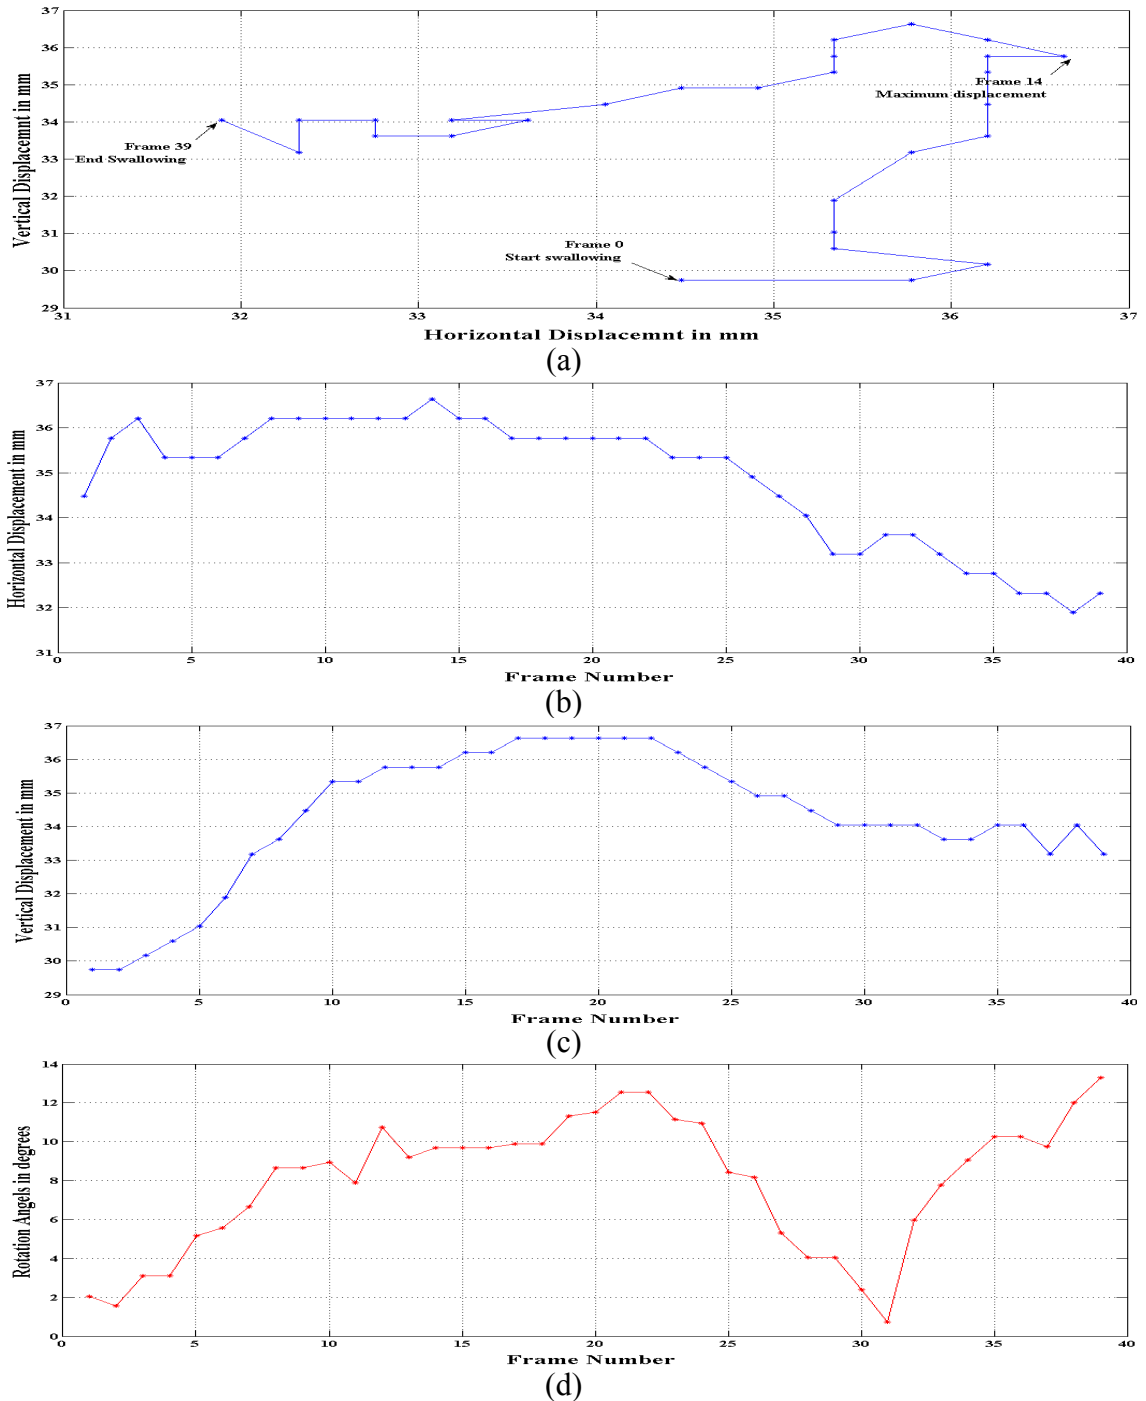 37
36
35
34
33
32
31
30
29
Vertical Displacemnt in mm
Frame 14
Maximum displacement
Frame 39
End Swallowing
Frame 0
Start swallowing
31 32 33 34 35 36 37
Horizontal Displacemnt in mm
(a)
37
36
35
34
33
32
31
Horizontal Displacement in mm
0 5 10 15 20 25 30 35 40
Frame Number
(b)
37
36
35
34
33
32
31
30
29
Vertical Displacement in mm
0 5 10 15 20 25 30 35 40
Frame Number
(c)
14
12
10
8
6
4
2
0
Rotation Angels in degrees
0 5 10 15 20 25 30 35 40
Frame Number
(d)